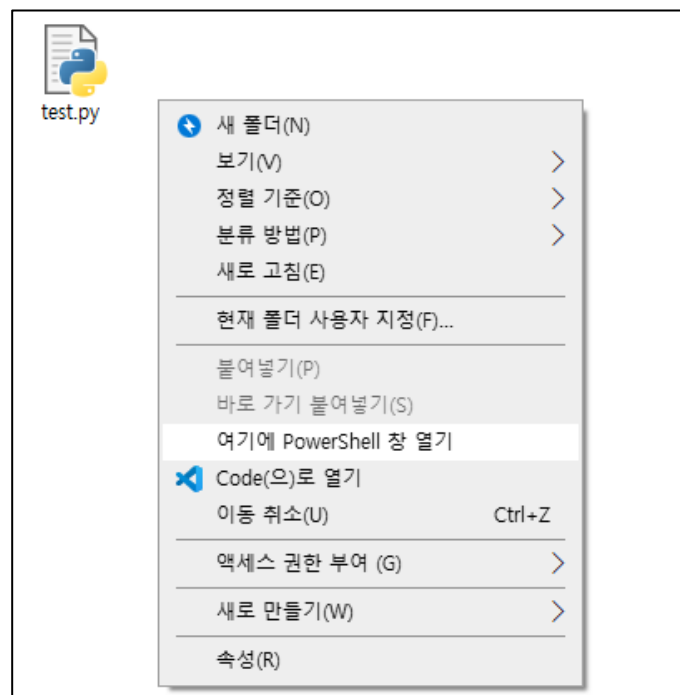 test.py
새 폴더(N)
보기(V)
정렬 기준(O)
분류 방법(P)
새로 고침(E)
현재 폴더 사용자 지정(F)...
붙여넣기(P)
바로 가기 붙여넣기(S)
여기에 PowerShell 창 열기
Code(으)로 열기
이동 취소(U) Ctrl+Z
액세스 권한 부여 (G)
새로 만들기(W)
속성(R)